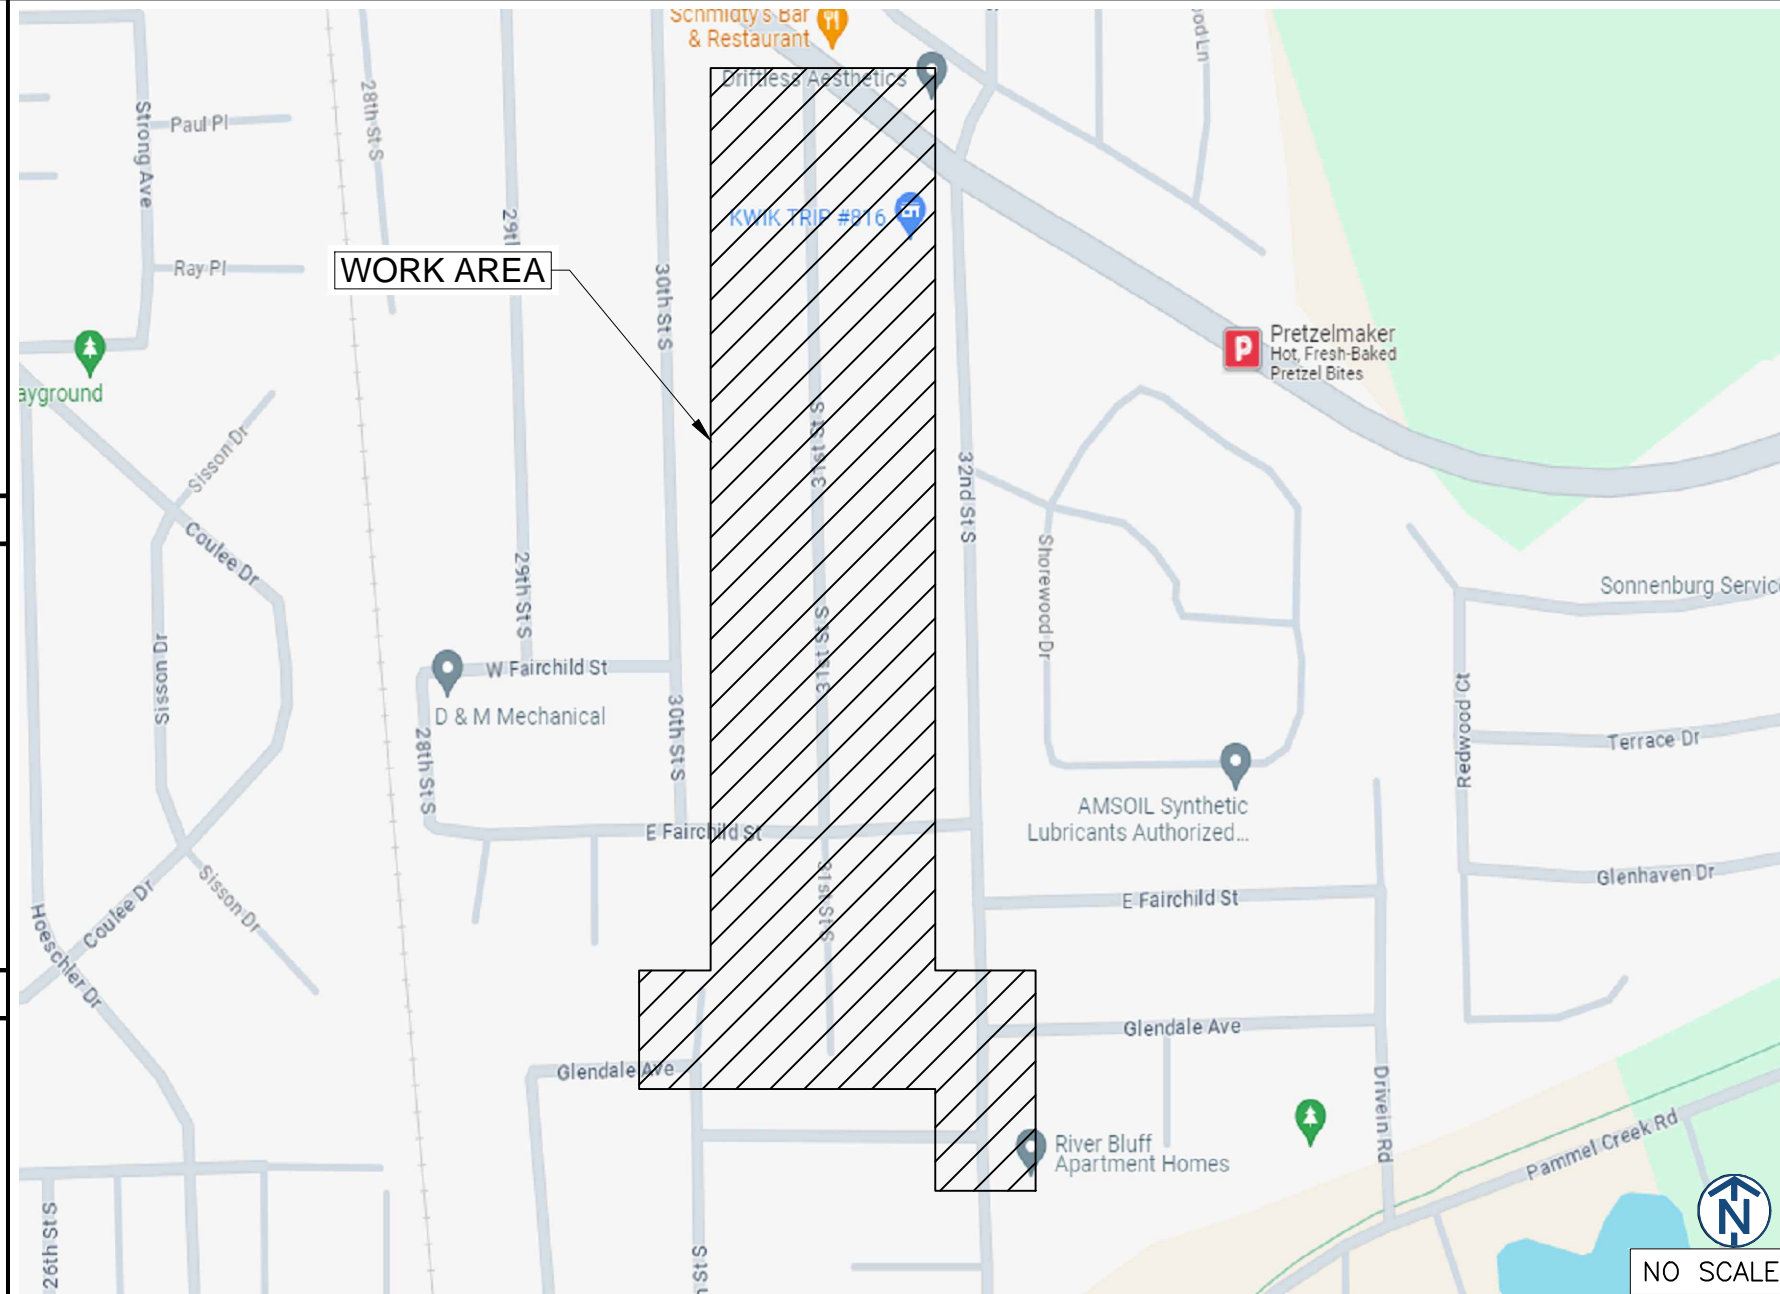 Schmidty's Bar
& Restaurant
Driftless Aesthetics
Strong Ave
Paul Pl
28th St S
KWIK TRIP #816
29th
30th St S
Ray Pl
WORK AREA
Pretzelmaker
Hot, Fresh-Baked
Pretzel Bites
ayground
Sisson Dr
31st St S
32nd St S
Coulee Dr
29th St S
Shorewood Dr
Sonnenburg Servic
Sisson Dr
31st St S
W Fairchild St
D & M Mechanical
30th St S
28th St S
Redwood Ct
Terrace Dr
AMSOIL Synthetic
Lubricants Authorized...
E Fairchild St
31st St S
Sisson Dr
Coulee Dr
Hoeschler Dr
E Fairchild St
Glenhaven Dr
Glendale Ave
Glendale Ave
Drivein Rd
River Bluff
Apartment Homes
Pammel Creek Rd
26th St S
N
NO SCALE